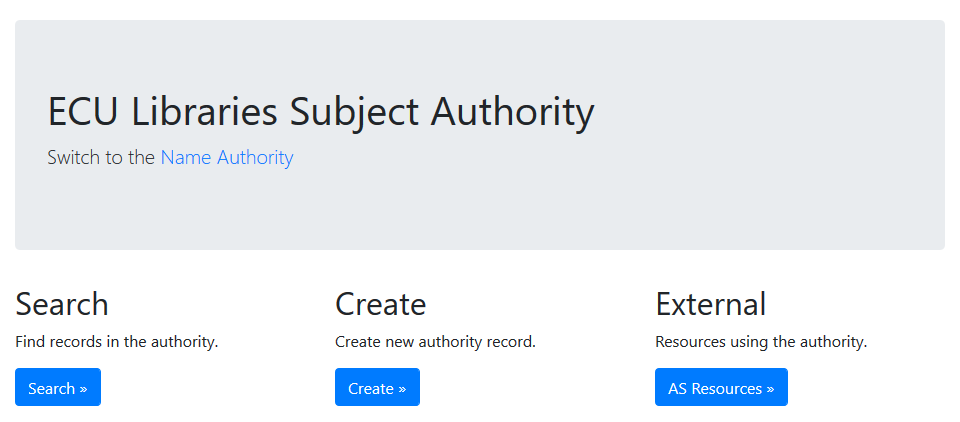 ECU Libraries Subject Authority
Switch to the Name Authority
Search
Find records in the authority.
Search »
Create
Create new authority record.
Create »
External
Resources using the authority.
AS Resources »